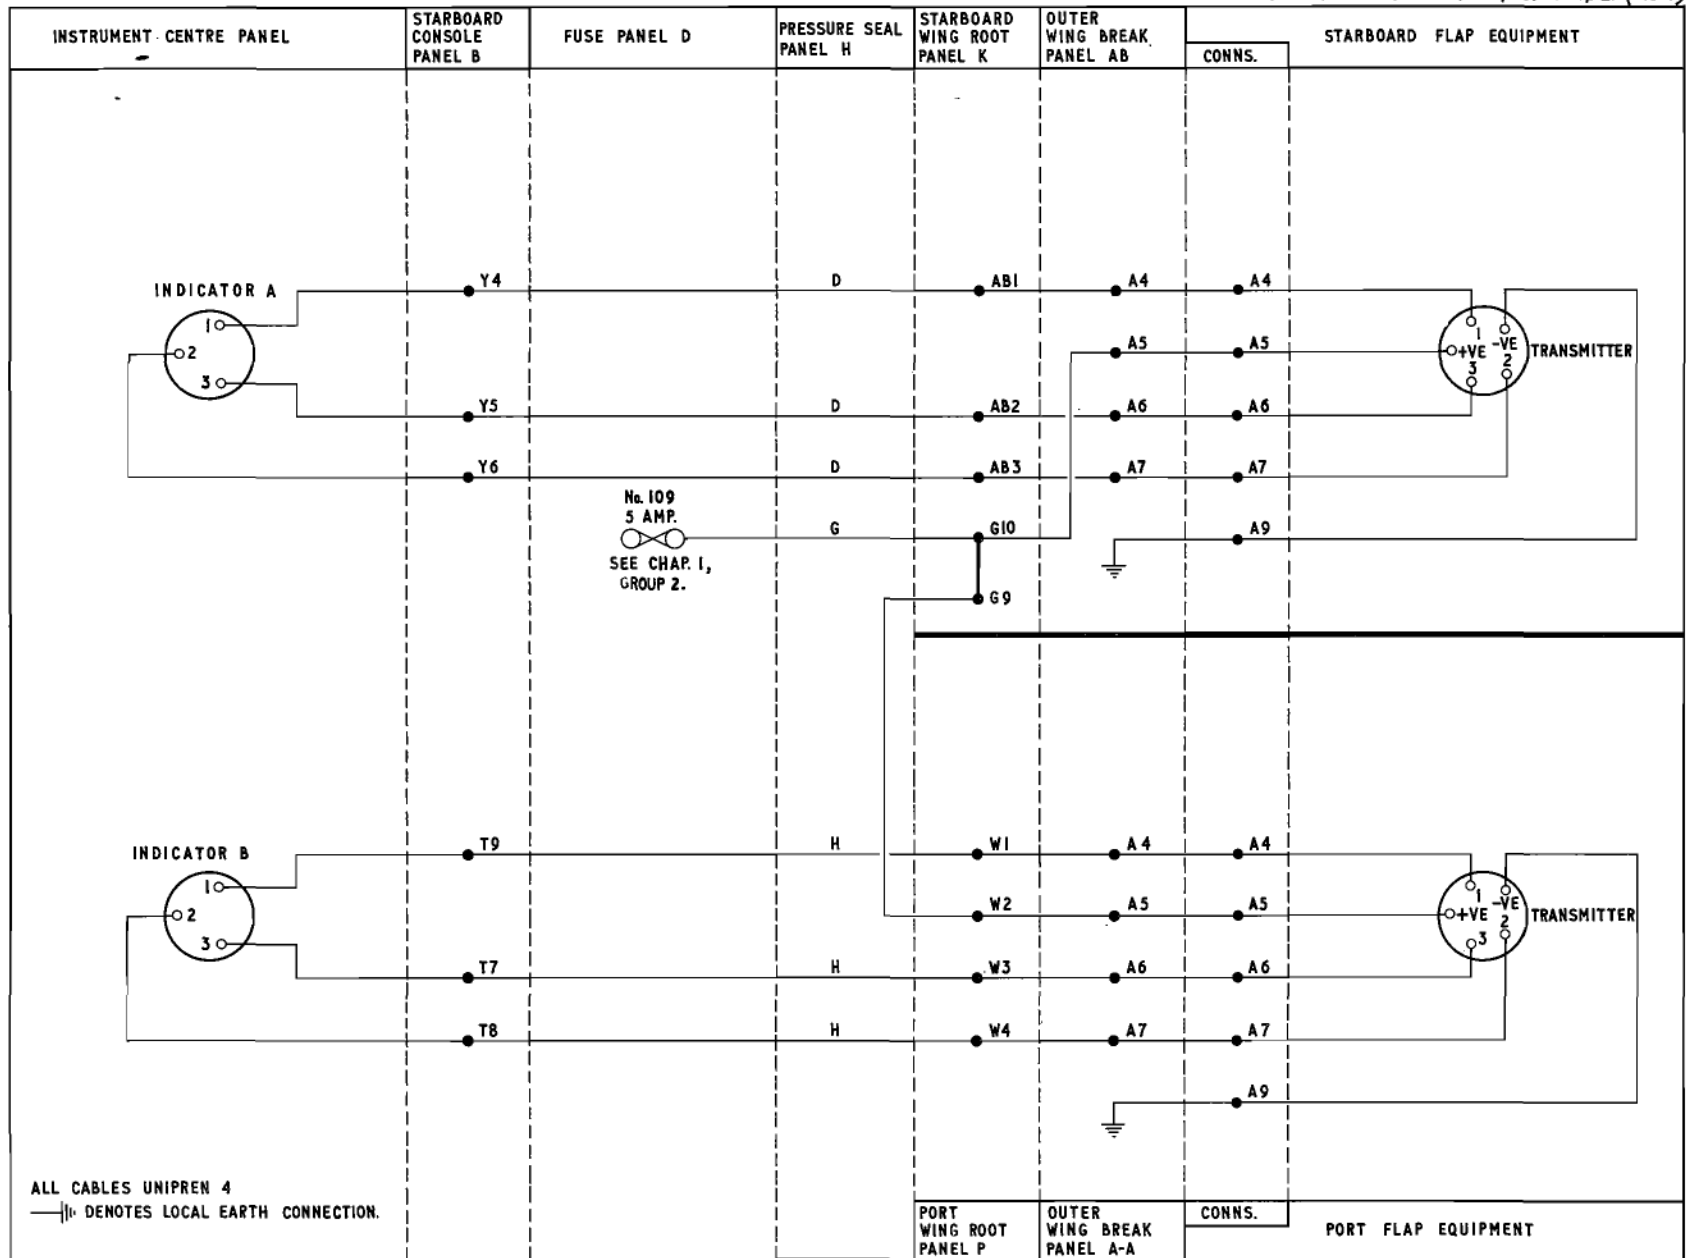 INSTRUMENT CENTRE PANEL
STARBOARD
CONSOLE
PANEL B
FUSE PANEL D
PRESSURE SEAL
PANEL H
STARBOARD
WING ROOT
PANEL K
OUTER
WING BREAK
PANEL AB
CONNS.
STARBOARD FLAP EQUIPMENT
INDICATOR A
1
2
3
Y4
D
AB1
A4
A4
A5
A5
Y5
D
AB2
A6
A6
Y6
D
AB3
A7
A7
1
+VE
-VE
3
2
TRANSMITTER
No. 109
5 AMP.
SEE CHAP. 1,
GROUP 2.
G
G10
A9
G9
INDICATOR B
1
2
3
T9
H
W1
A4
A4
W2
A5
A5
T7
H
W3
A6
A6
T8
H
W4
A7
A7
A9
1
+VE
-VE
3
2
TRANSMITTER
ALL CABLES UNIPREN 4
DENOTES LOCAL EARTH CONNECTION.
PORT
WING ROOT
PANEL P
OUTER
WING BREAK
PANEL A-A
CONNS.
PORT FLAP EQUIPMENT